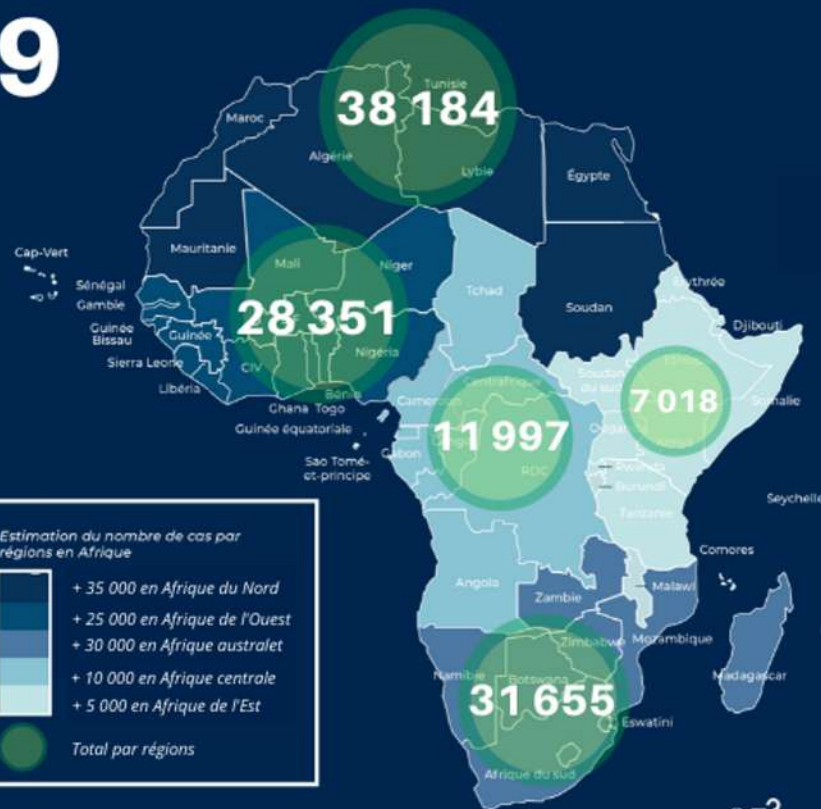 9
Tunisie
38 184
Maroc
Algérie
Lybie
Égypte
Mauritanie
Cap-Vert
Mali
Niger
Tchad
Soudan
Érythrée
Djibouti
Sénégal
Gambie
Guinée
Bissau
Guinée
28 351
Sierra Leone
CIV
Nigéria
Libéria
Bénin
Ghana Togo
Guinée équatoriale
Cameroun
Centrafrique
Soudan
du sud
7 018
Somalie
Sao Tomé-
et-principe
Gabon
11 997
RDC
Rwanda
Burundi
Tanzanie
Seychelle
Comores
Angola
Zambie
Malawi
Zimbabwe
Mozambique
Namibie
Botswana
Madagascar
31 655
Eswatini
Afrique du sud
Estimation du nombre de cas par
régions en Afrique
+ 35 000 en Afrique du Nord
+ 25 000 en Afrique de l'Ouest
+ 30 000 en Afrique australet
+ 10 000 en Afrique centrale
+ 5 000 en Afrique de l'Est
Total par régions